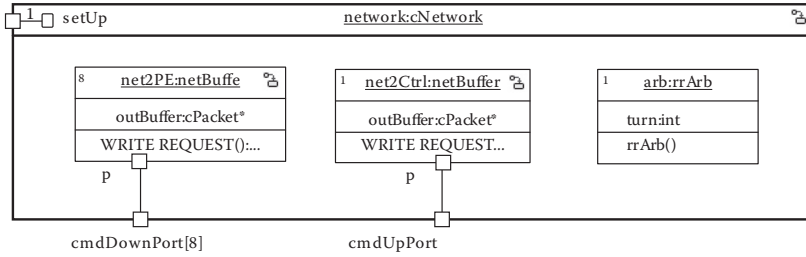 1 setUp network:cNetwork
8 net2PE:netBuffe
outBuffer:cPacket*
WRITE REQUEST():...
p
1 net2Ctrl:netBuffer
outBuffer:cPacket*
WRITE REQUEST...
p
1 arb:rrArb
turn:int
rrArb()
cmdDownPort[8]
cmdUpPort